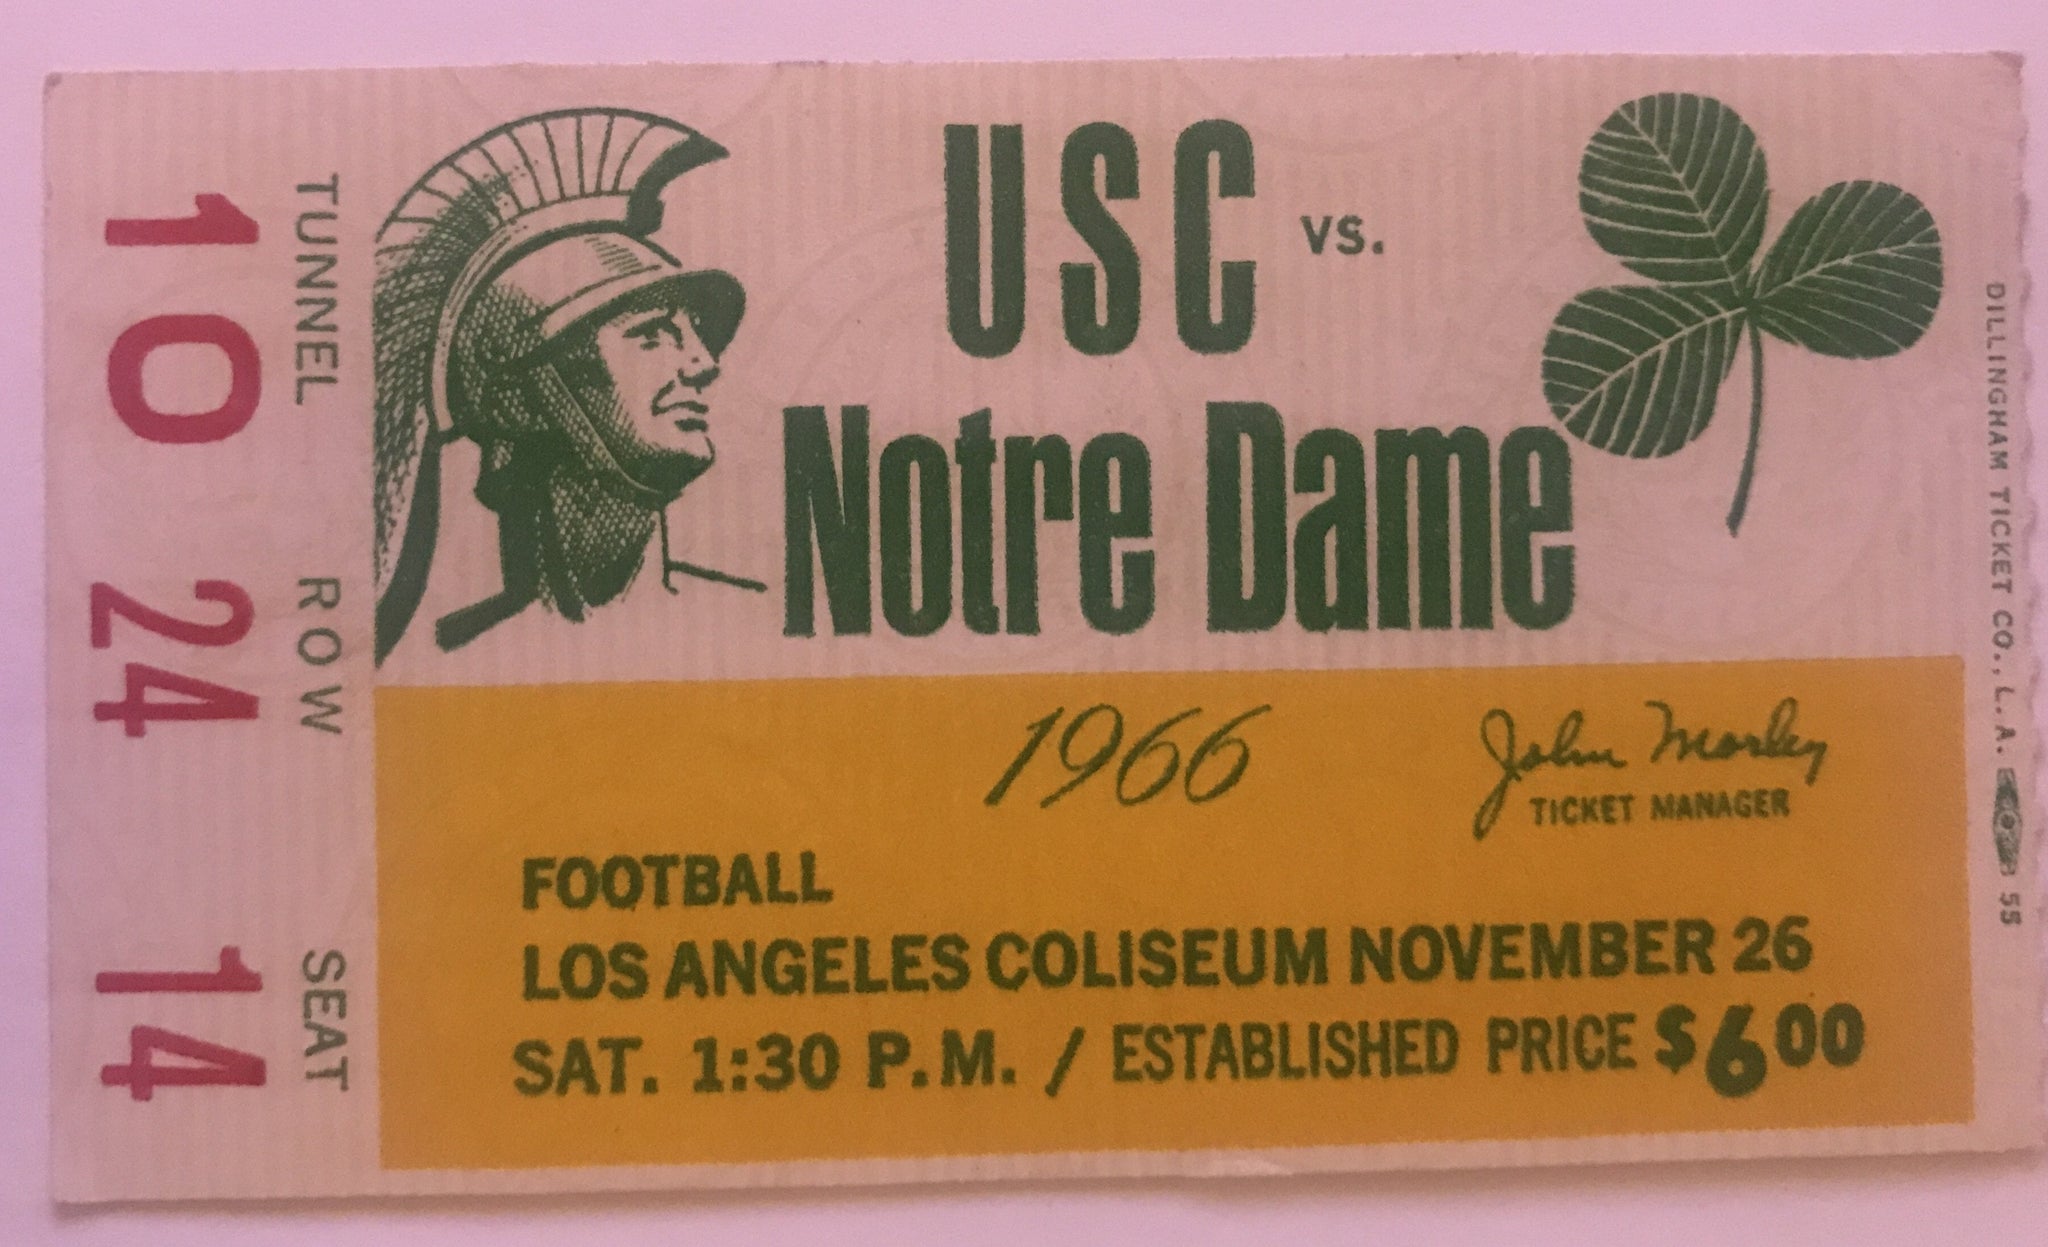 TUNNEL ROW SEAT
10 24 14
USC vs.
Notre Dame
1966
John Morley
TICKET MANAGER
FOOTBALL
LOS ANGELES COLISEUM NOVEMBER 26
SAT. 1:30 P.M. / ESTABLISHED PRICE $6 00
DILLINGHAM TICKET CO., L. A. 55